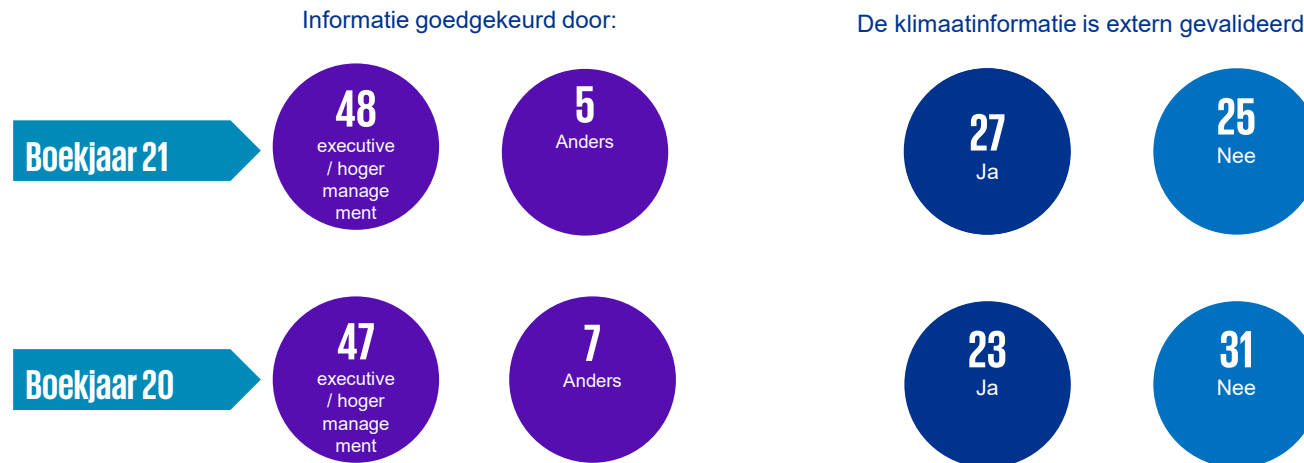 Informatie goedgekeurd door:
De klimaatinformatie is extern gevalideerd
Boekjaar 21
48
executive
/ hoger
manage
ment
5
Anders
27
Ja
25
Nee
Boekjaar 20
47
executive
/ hoger
manage
ment
7
Anders
23
Ja
31
Nee